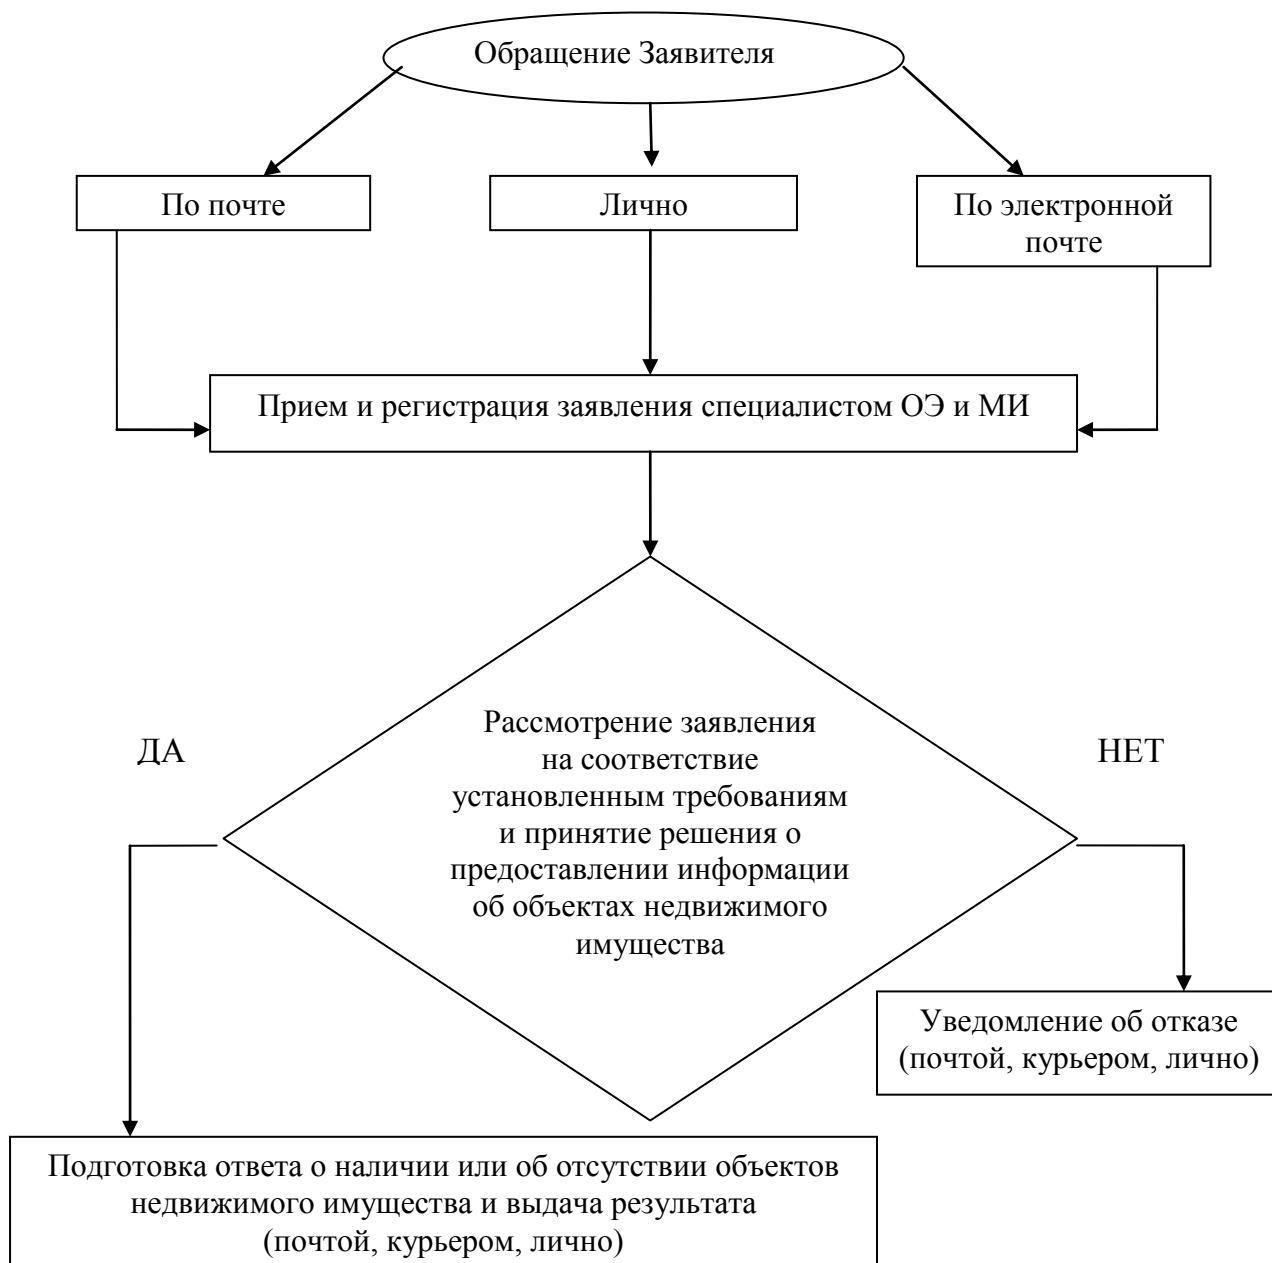 Обращение Заявителя
По почте
Лично
По электронной
почте
Прием и регистрация заявления специалистом ОЭ и МИ
ДА
Рассмотрение заявления
на соответствие
установленным требованиям
и принятие решения о
предоставлении информации
об объектах недвижимого
имущества
НЕТ
Уведомление об отказе
(почтой, курьером, лично)
Подготовка ответа о наличии или об отсутствии объектов
недвижимого имущества и выдача результата
(почтой, курьером, лично)